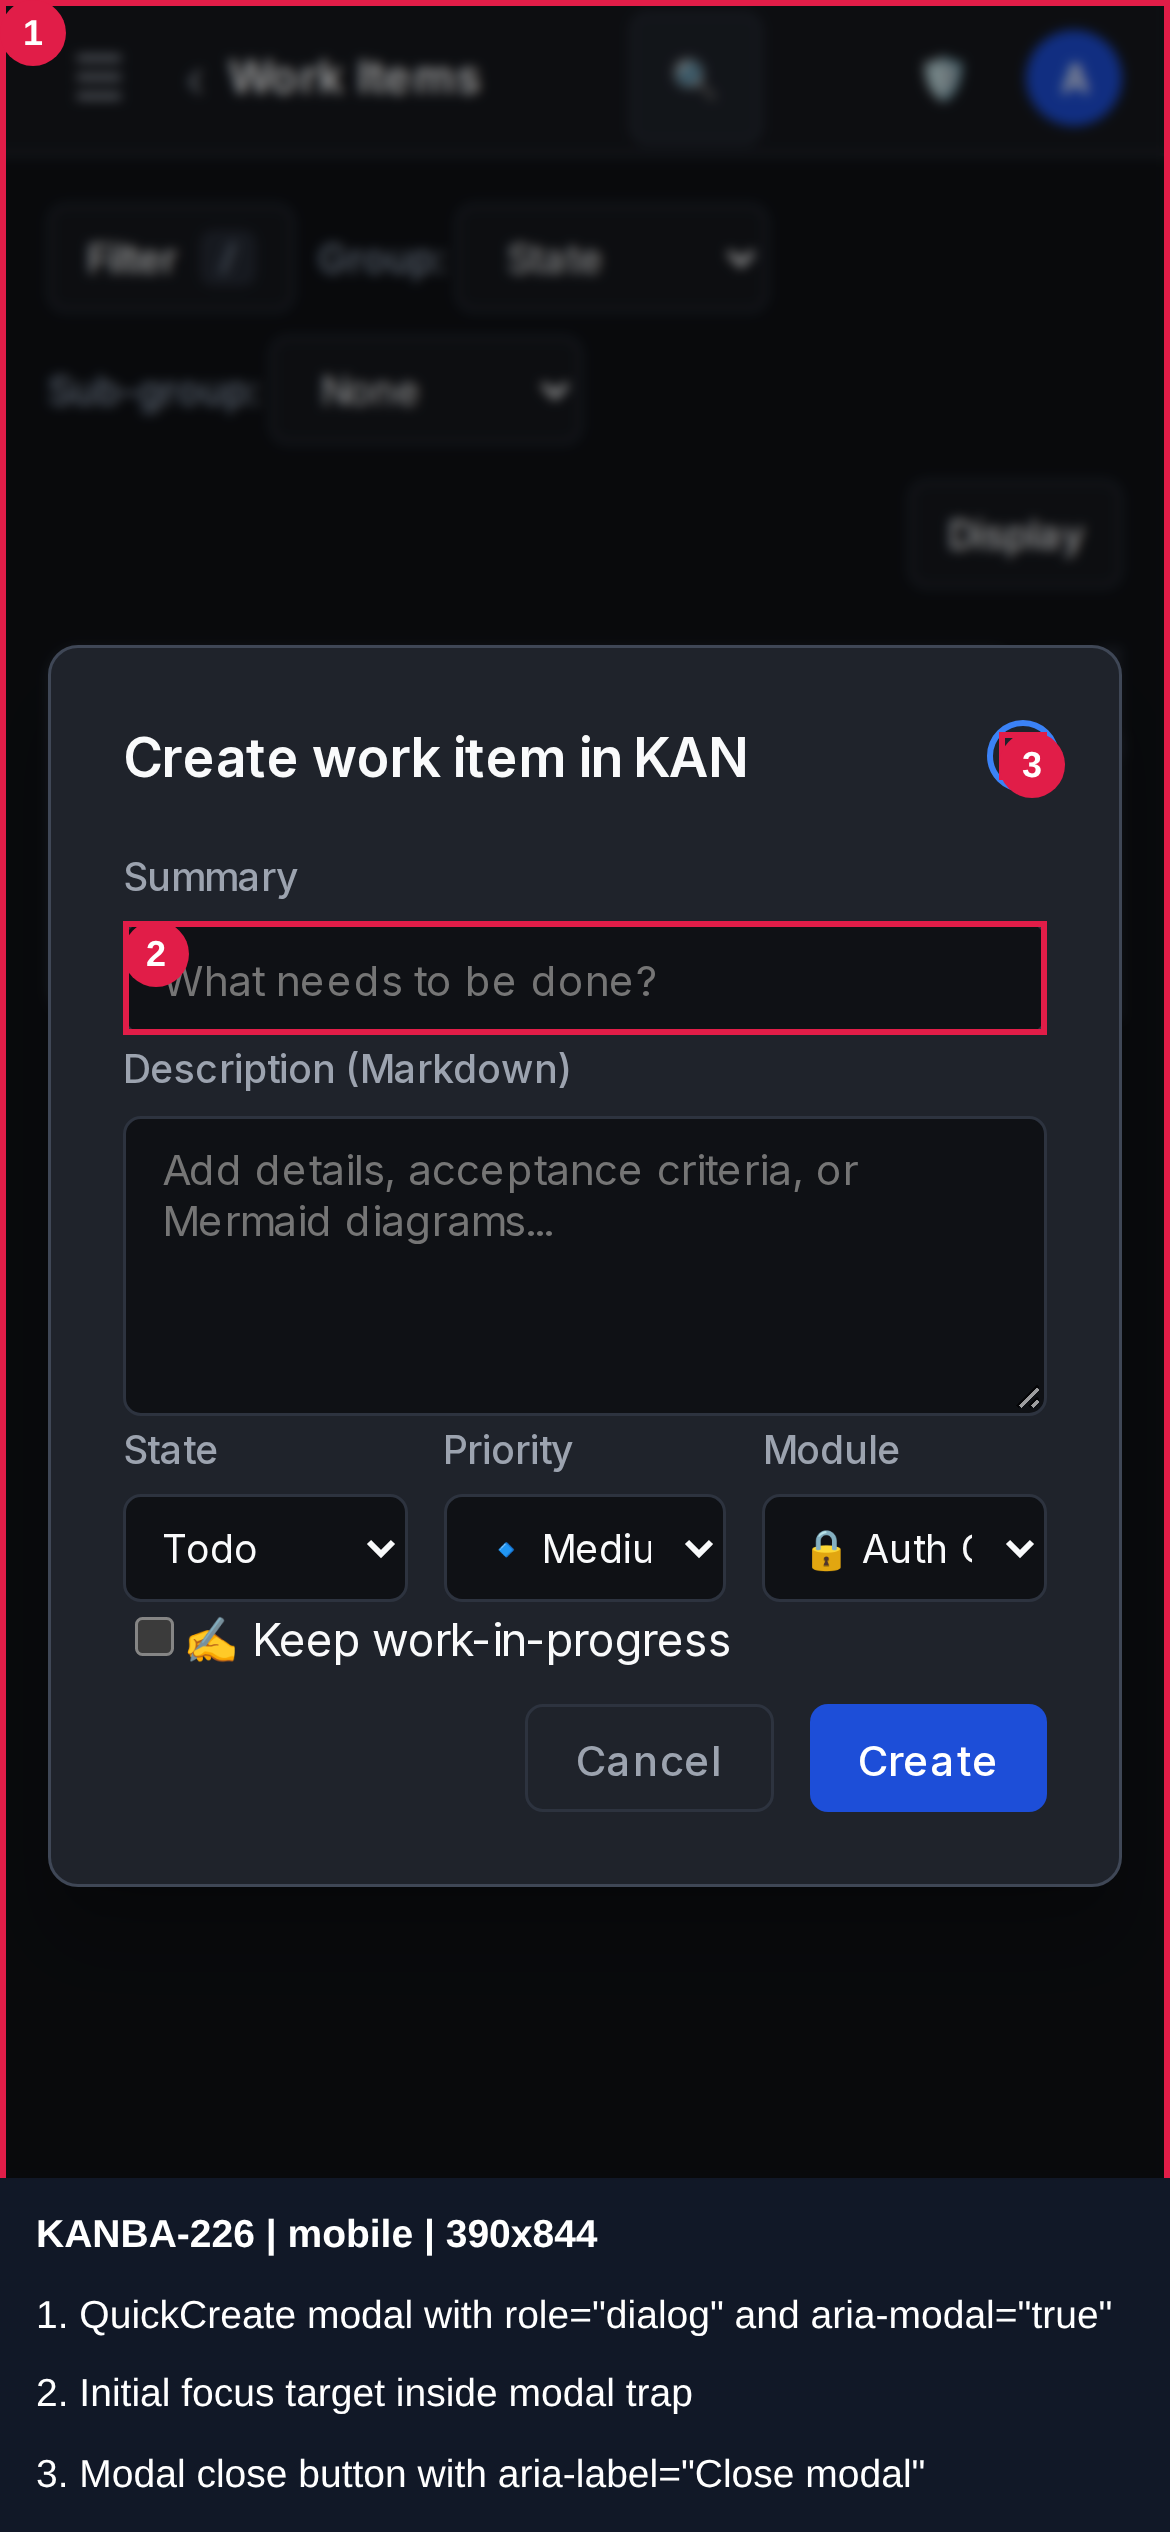 1
‹ Work Items
A
Filter /
Group: State
Sub-group: None
Display
Create work item in KAN
3
Summary
2
What needs to be done?
Description (Markdown)
Add details, acceptance criteria, or
Mermaid diagrams...
State Priority Module
Todo Mediu Auth
✍️ Keep work-in-progress
Cancel Create
KANBA-226 | mobile | 390x844
1. QuickCreate modal with role="dialog" and aria-modal="true"
2. Initial focus target inside modal trap
3. Modal close button with aria-label="Close modal"